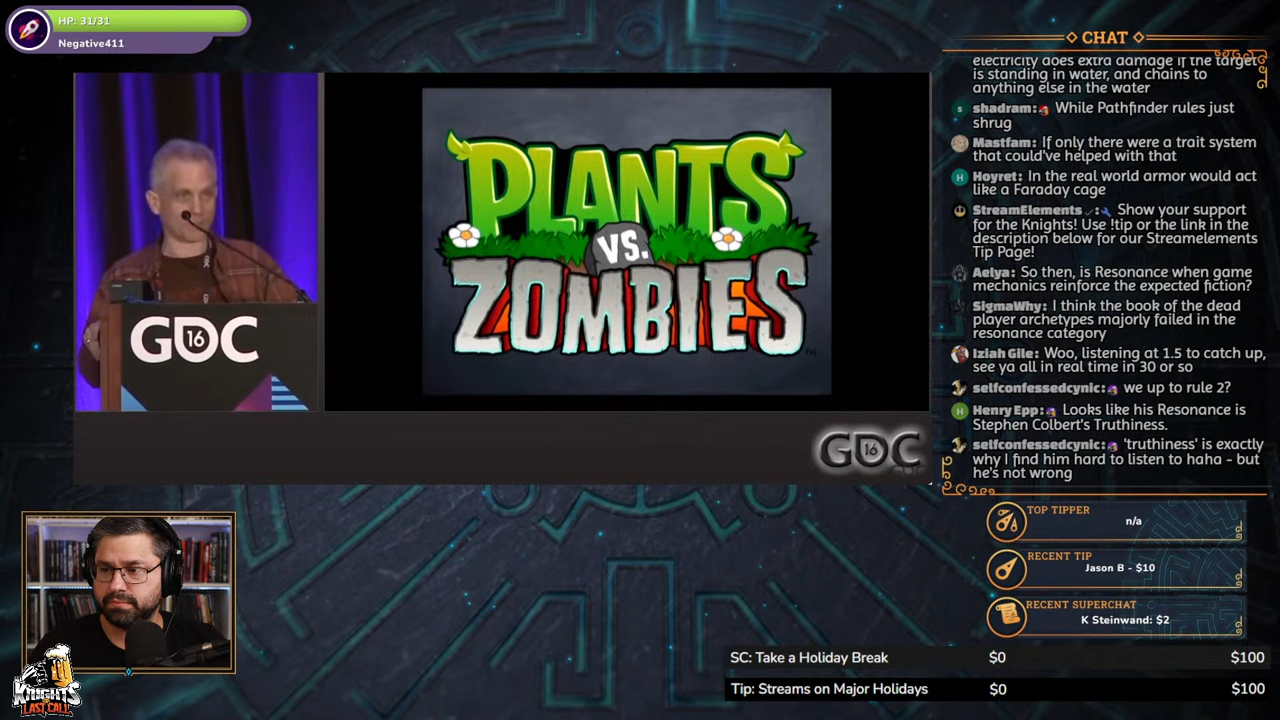 HP: 31/31
Negative411
PLANTS
VS.
ZOMBIES
GDC
16
GDC
16
CHAT
electricity does extra damage if the target
is standing in water, and chains to
anything else in the water
shadram: While Pathfinder rules just
shrug
Mastfam: If only there were a trait system
that could've helped with that
Hoyret: In the real world armor would act
like a Faraday cage
StreamElements : Show your support
for the Knights! Use !tip or the link in the
description below for our Streamelements
Tip Page!
Aelya: So then, is Resonance when game
mechanics reinforce the expected fiction?
SigmaWhy: I think the book of the dead
player archetypes majorly failed in the
resonance category
Iziah Gile: Woo, listening at 1.5 to catch up,
see ya all in real time in 30 or so
selfconfessedcynic: we up to rule 2?
Henry Epp: Looks like his Resonance is
Stephen Colbert's Truthiness.
selfconfessedcynic: 'truthiness' is exactly
why I find him hard to listen to haha - but
he's not wrong
TOP TIPPER
n/a
RECENT TIP
Jason B - $10
RECENT SUPERCHAT
K Steinwand: $2
SC: Take a Holiday Break $0 $100
Tip: Streams on Major Holidays $0 $100
KNIGHTS
LAST CALL